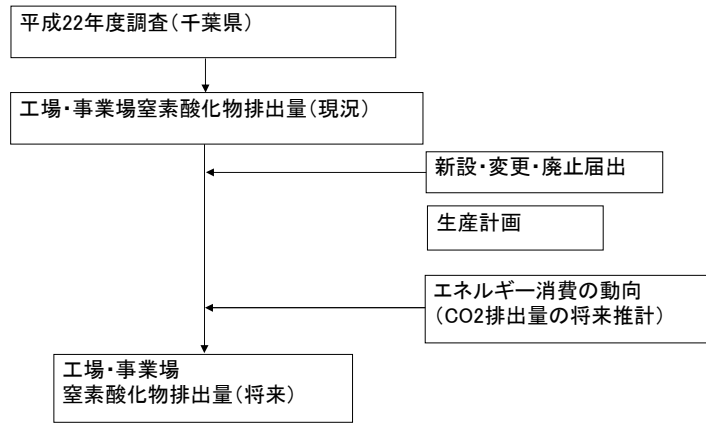 平成22年度調査(千葉県)
工場・事業場窒素酸化物排出量(現況)
新設・変更・廃止届出
生産計画
エネルギー消費の動向
(CO2排出量の将来推計)
工場・事業場
窒素酸化物排出量(将来)